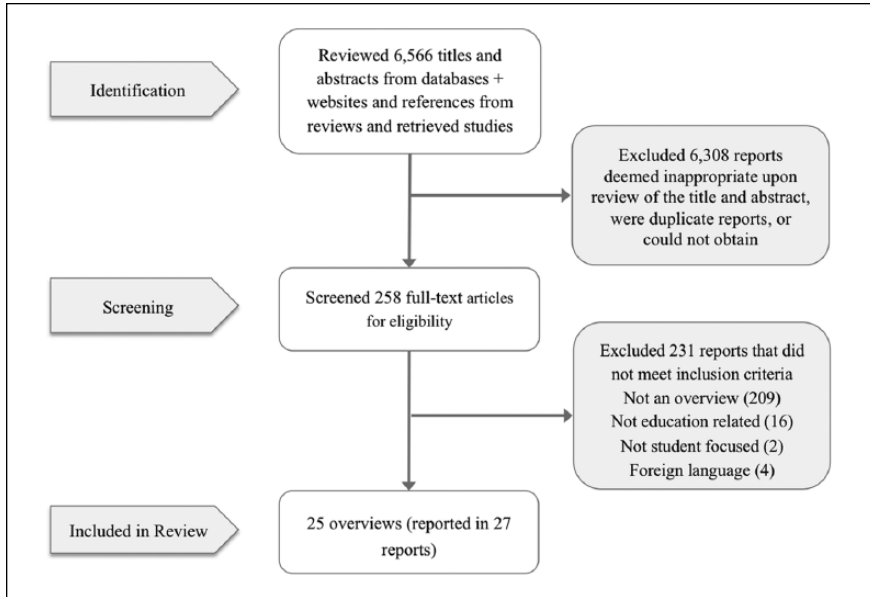 Identification
Reviewed 6,566 titles and
abstracts from databases +
websites and references from
reviews and retrieved studies
Excluded 6,308 reports
deemed inappropriate upon
review of the title and abstract,
were duplicate reports, or
could not obtain
Screening
Screened 258 full-text articles
for eligibility
Excluded 231 reports that did
not meet inclusion criteria
Not an overview (209)
Not education related (16)
Not student focused (2)
Foreign language (4)
Included in Review
25 overviews (reported in 27
reports)